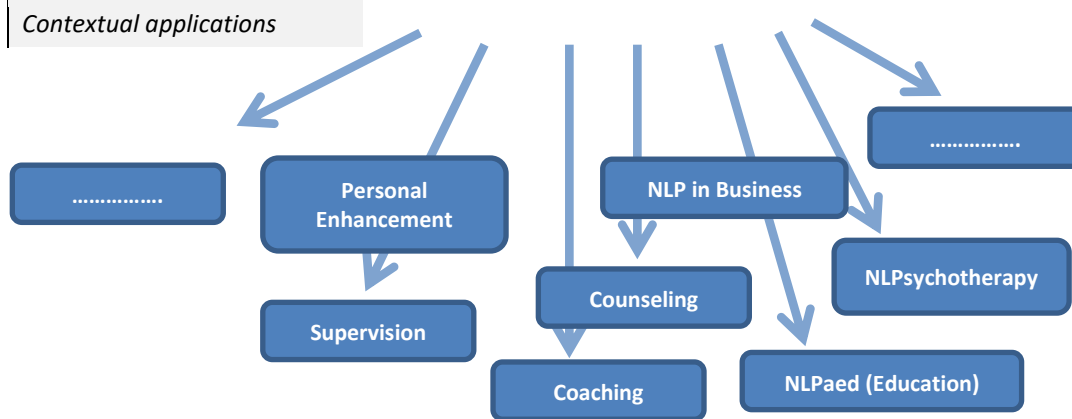 Contextual applications
…………….
…………….
Personal
Enhancement
NLP in Business
NLPsychotherapy
Counseling
Supervision
Coaching
NLPaed (Education)